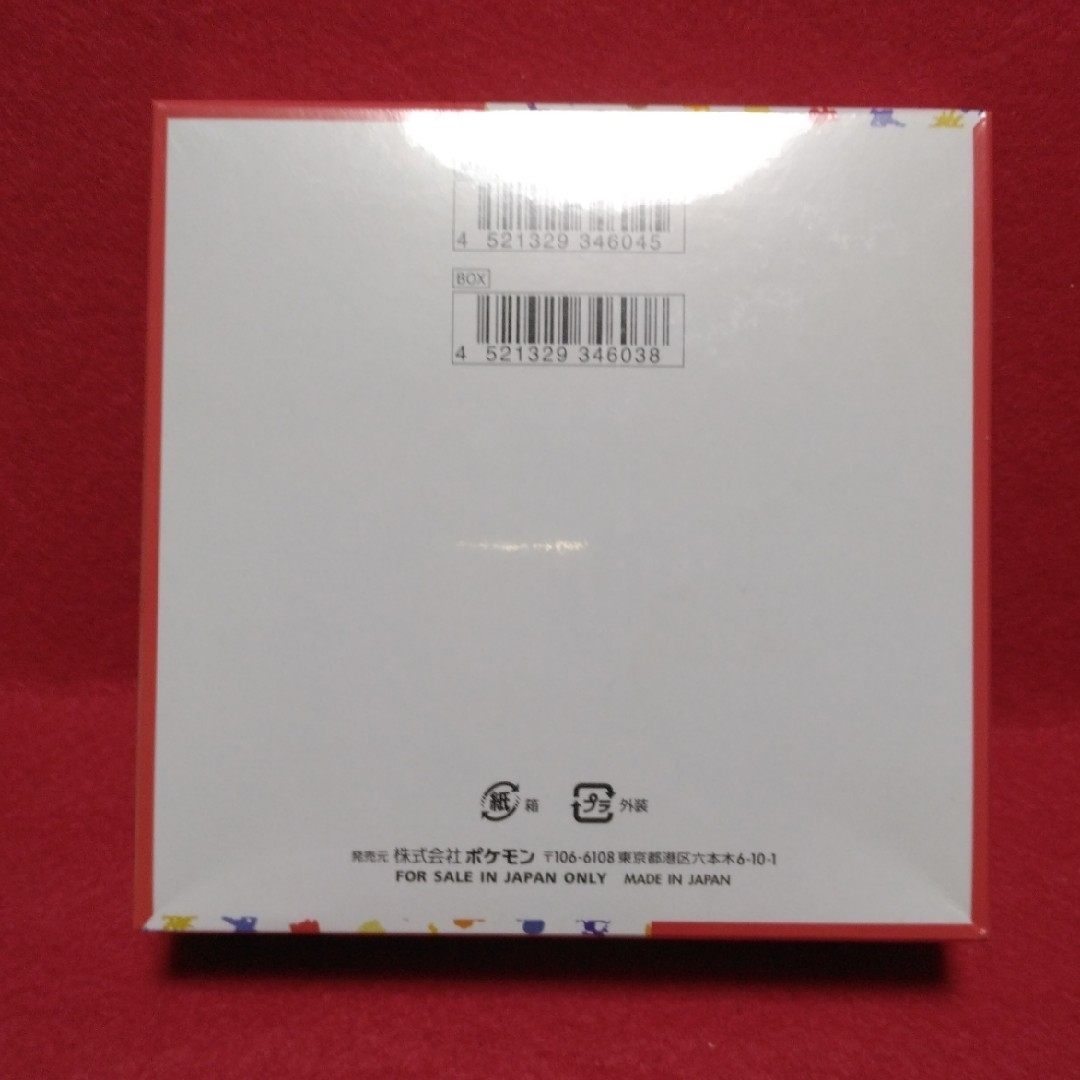 4 521329 346045
BOX
4 521329 346038
紙 箱 プラ 外装
発売元 株式会社ポケモン 〒106-6108 東京都港区六本木6-10-1
FOR SALE IN JAPAN ONLY MADE IN JAPAN